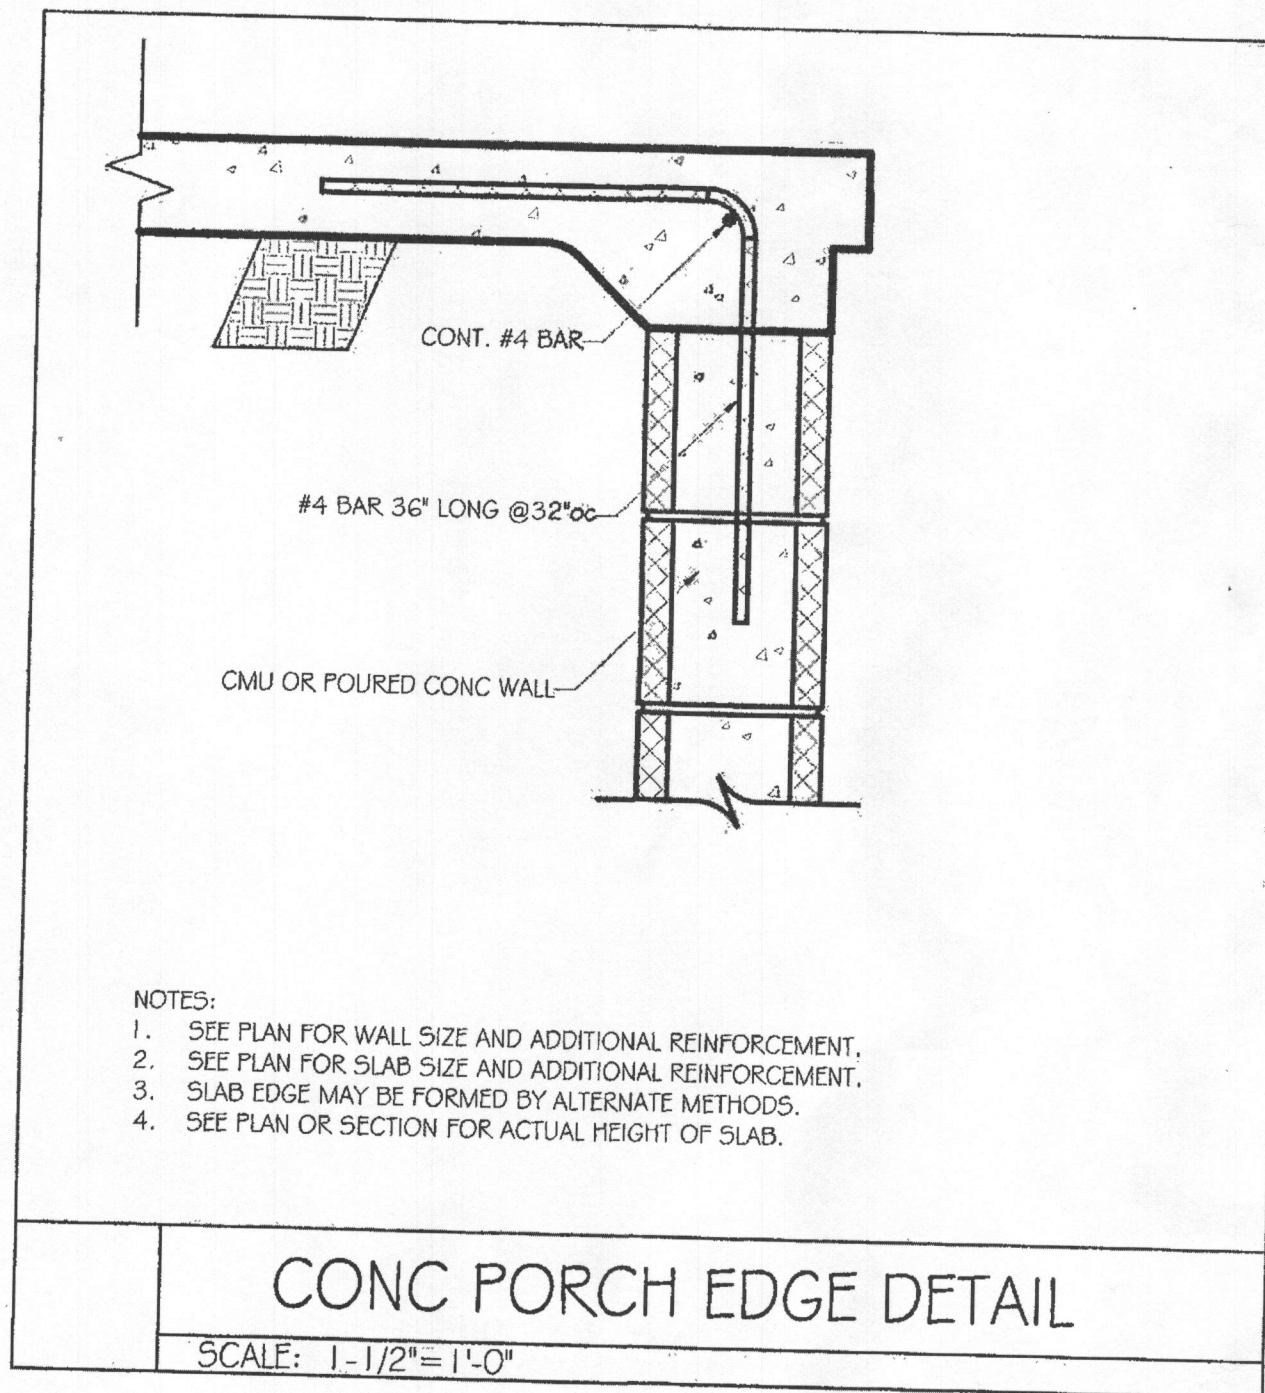 CONT. #4 BAR
#4 BAR 36" LONG @32"oc
CMU OR POURED CONC WALL
NOTES:
1. SEE PLAN FOR WALL SIZE AND ADDITIONAL REINFORCEMENT.
2. SEE PLAN FOR SLAB SIZE AND ADDITIONAL REINFORCEMENT.
3. SLAB EDGE MAY BE FORMED BY ALTERNATE METHODS.
4. SEE PLAN OR SECTION FOR ACTUAL HEIGHT OF SLAB.
CONC PORCH EDGE DETAIL
SCALE: 1-1/2"=1'-0"